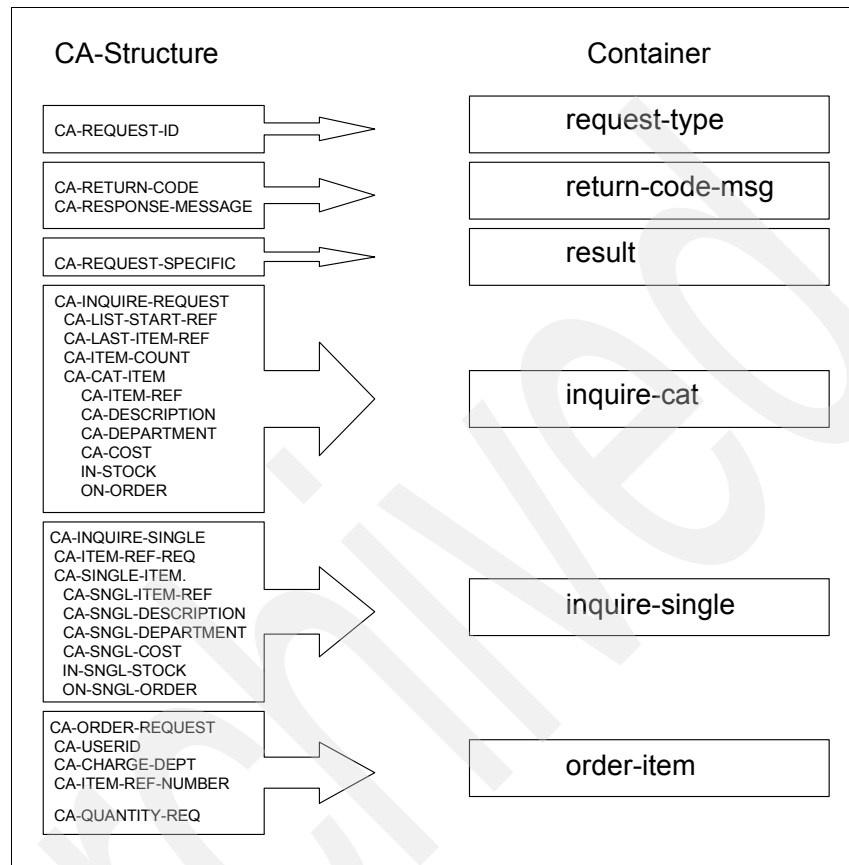 CA-Structure
Container
CA-REQUEST-ID
request-type
CA-RETURN-CODE
CA-RESPONSE-MESSAGE
return-code-msg
CA-REQUEST-SPECIFIC
result
CA-INQUIRE-REQUEST
CA-LIST-START-REF
CA-LAST-ITEM-REF
CA-ITEM-COUNT
CA-CAT-ITEM
CA-ITEM-REF
CA-DESCRIPTION
CA-DEPARTMENT
CA-COST
IN-STOCK
ON-ORDER
inquire-cat
CA-INQUIRE-SINGLE
CA-ITEM-REF-REQ
CA-SINGLE-ITEM.
CA-SNGL-ITEM-REF
CA-SNGL-DESCRIPTION
CA-SNGL-DEPARTMENT
CA-SNGL-COST
IN-SNGL-STOCK
ON-SNGL-ORDER
inquire-single
CA-ORDER-REQUEST
CA-USERID
CA-CHARGE-DEPT
CA-ITEM-REF-NUMBER
CA-QUANTITY-REQ
order-item